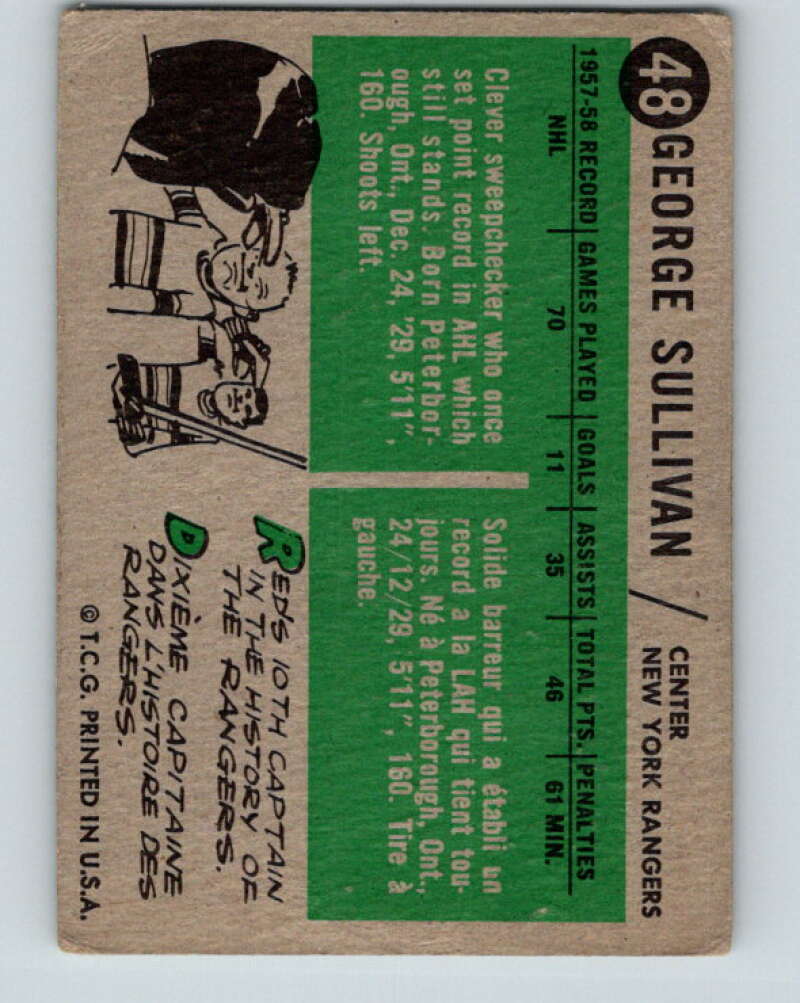 48 GEORGE SULLIVAN / CENTER
NEW YORK RANGERS
1957-58 RECORD | GAMES PLAYED | GOALS | ASSISTS | TOTAL PTS. | PENALTIES
NHL 70 11 35 46 61 MIN.
Clever sweepchecker who once
set point record in AHL which
still stands. Born Peterbor-
ough, Ont., Dec. 24, '29, 5'11",
160. Shoots left.
Solide barreur qui a établi un
record a la LAH qui tient tou-
jours. Né à Peterborough, Ont.,
24/12/29, 5'11", 160. Tire à
gauche.
RED'S 10TH CAPTAIN
IN THE HISTORY OF
THE RANGERS.
DIXIÈME CAPITAINE
DANS L'HISTOIRE DES
RANGERS.
© T.C.G. PRINTED IN U.S.A.